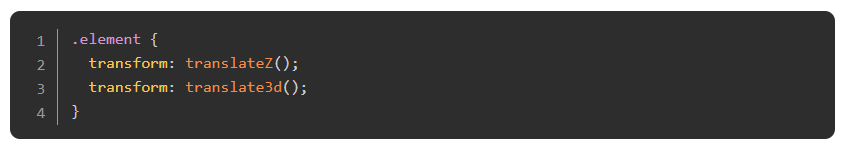 1 .element {
2   transform: translateZ();
3   transform: translate3d();
4 }